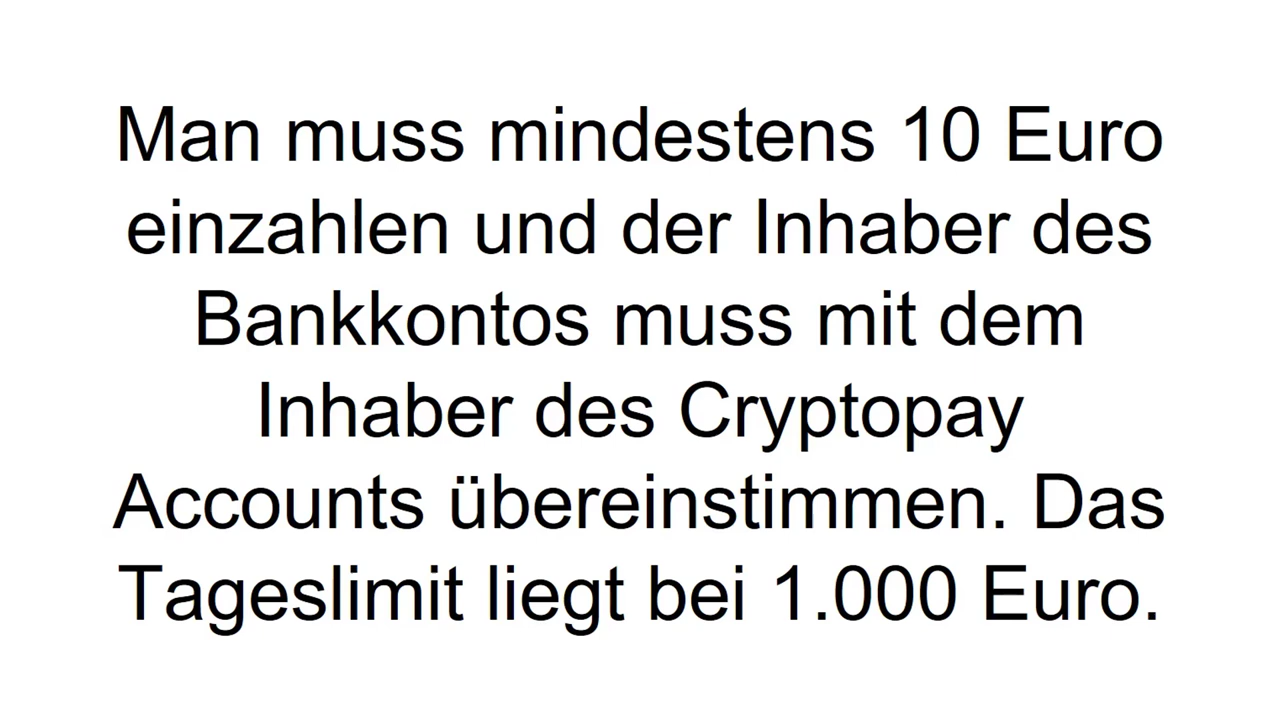 Man muss mindestens 10 Euro
einzahlen und der Inhaber des
Bankkontos muss mit dem
Inhaber des Cryptopay
Accounts übereinstimmen. Das
Tageslimit liegt bei 1.000 Euro.